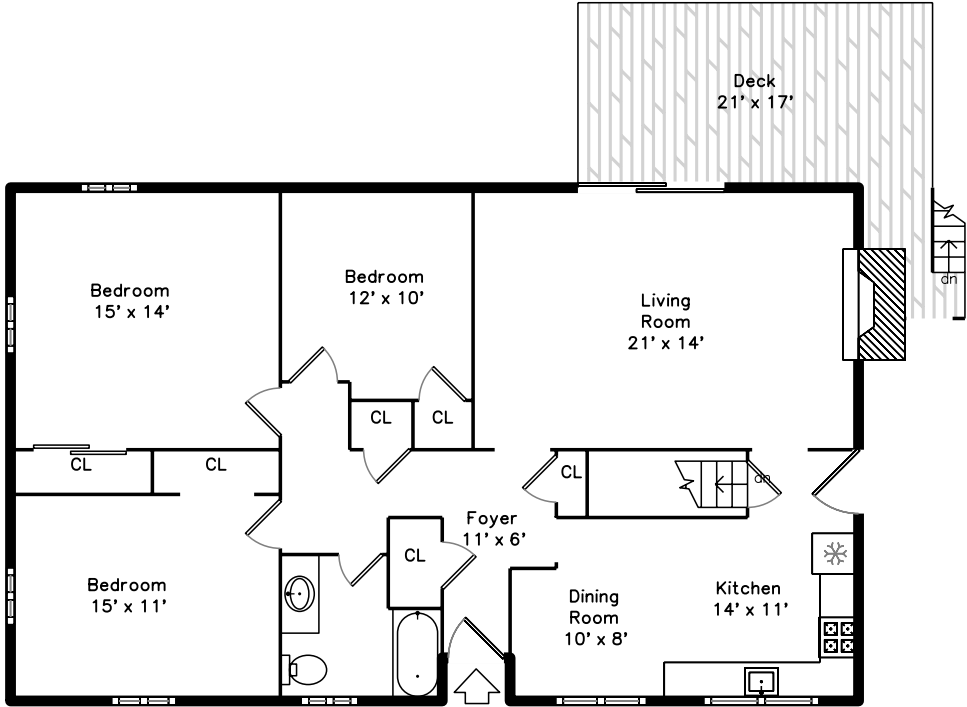 Deck
21' x 17'
Bedroom
15' x 14'
Bedroom
12' x 10'
Living
Room
21' x 14'
dn
CL
CL
CL
CL
CL
dn
Foyer
11' x 6'
CL
Bedroom
15' x 11'
Dining
Room
10' x 8'
Kitchen
14' x 11'